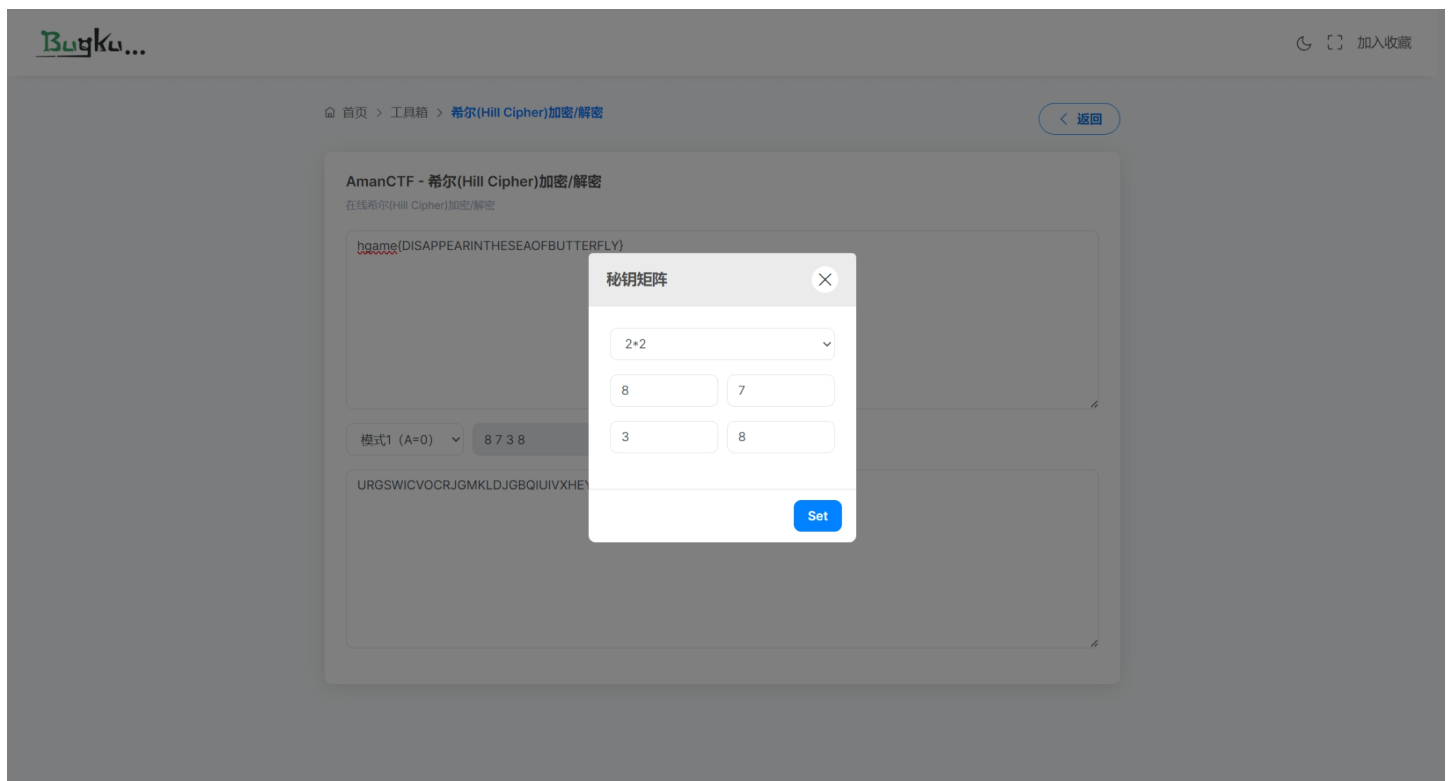 Bugku...
加入收藏
首页 > 工具箱 > 希尔(Hill Cipher)加密/解密
< 返回
AmanCTF - 希尔(Hill Cipher)加密/解密
在线希尔(Hill Cipher)加密/解密
hgame{DISAPPEARINTHESEAOFBUTTERFLY}
秘钥矩阵
2*2
8 7
3 8
模式1 (A=0) 8 7 3 8
URGSWICVOCRJGMKLDJGBQIUIVXHEY
Set